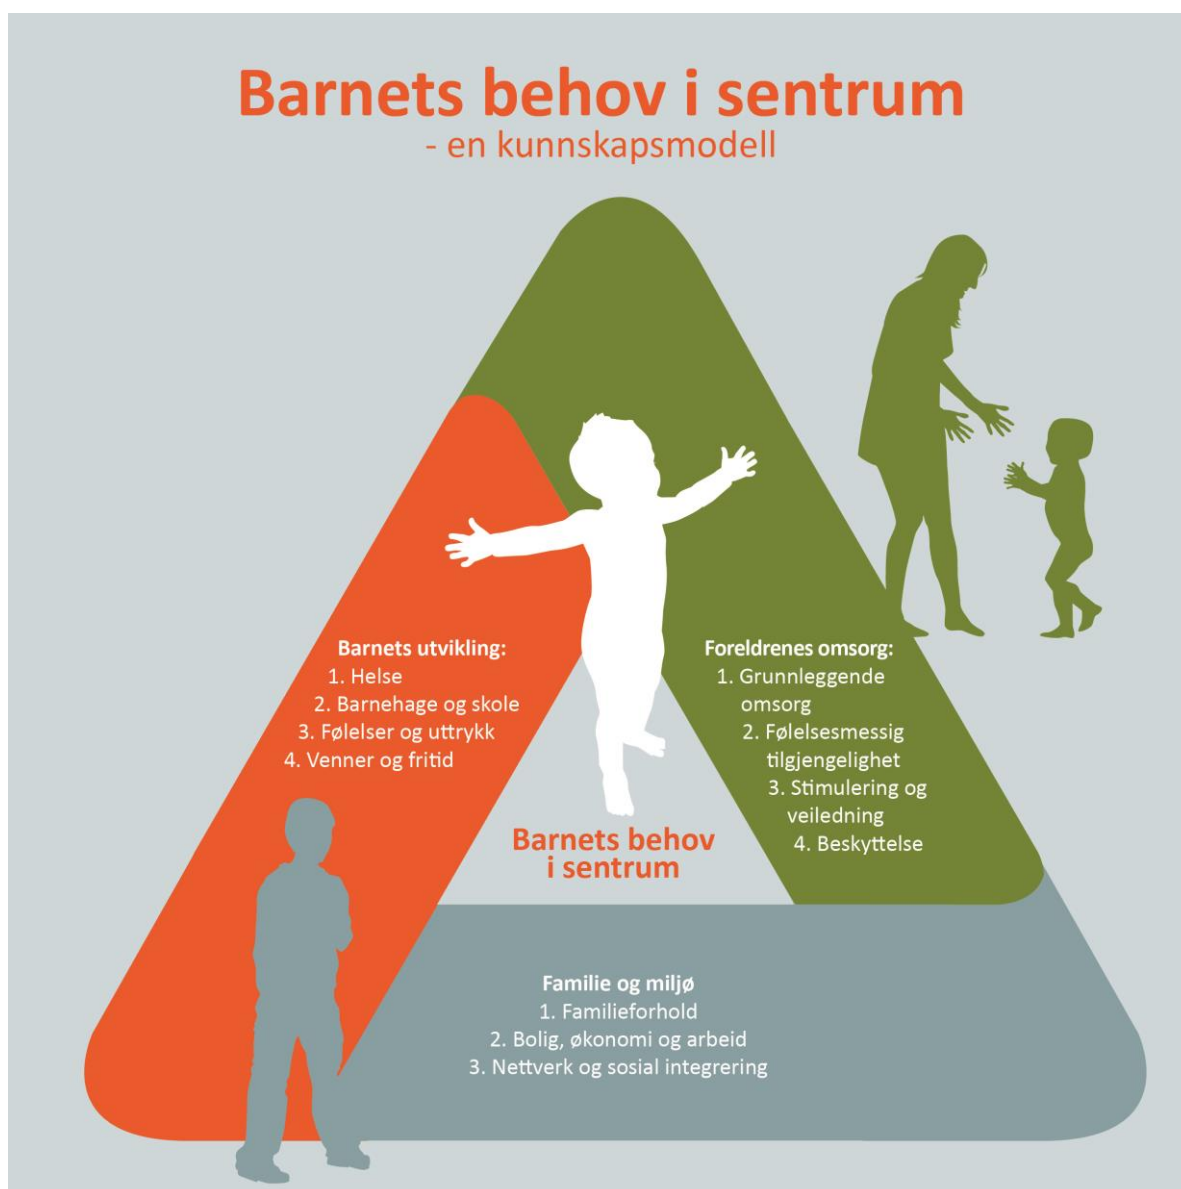 Barnets behov i sentrum
- en kunnskapsmodell
Barnets utvikling:
1. Helse
2. Barnehage og skole
3. Følelser og uttrykk
4. Venner og fritid
Foreldrenes omsorg:
1. Grunnleggende
omsorg
2. Følelsesmessig
tilgjengelighet
3. Stimulering og
veiledning
4. Beskyttelse
Barnets behov
i sentrum
Familie og miljø
1. Familieforhold
2. Bolig, økonomi og arbeid
3. Nettverk og sosial integrering